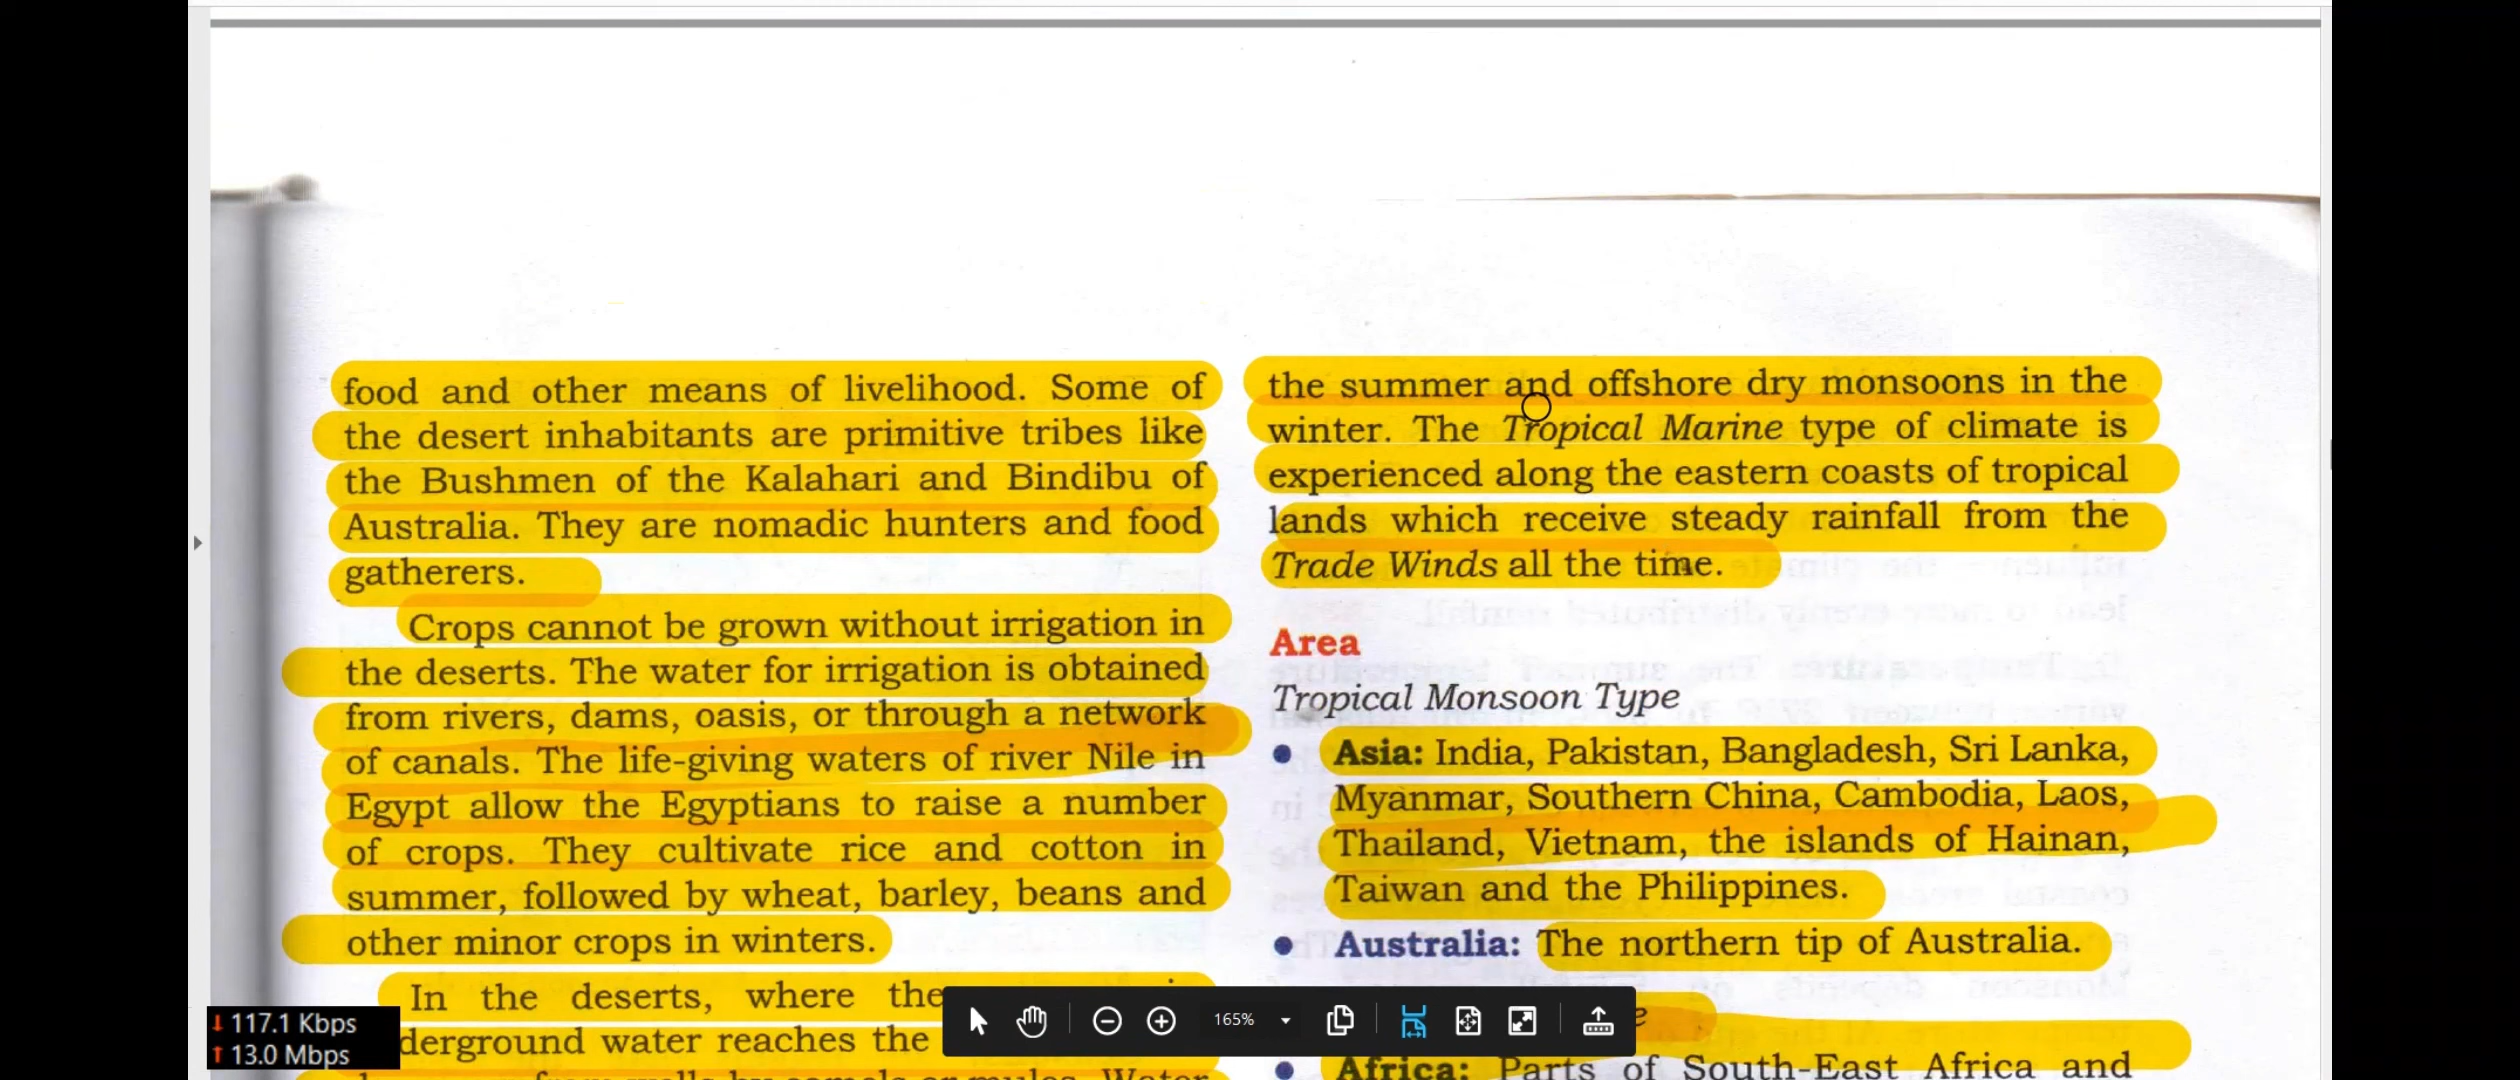 food and other means of livelihood. Some of
the desert inhabitants are primitive tribes like
the Bushmen of the Kalahari and Bindibu of
Australia. They are nomadic hunters and food
gatherers.
Crops cannot be grown without irrigation in
the deserts. The water for irrigation is obtained
from rivers, dams, oasis, or through a network
of canals. The life-giving waters of river Nile in
Egypt allow the Egyptians to raise a number
of crops. They cultivate rice and cotton in
summer, followed by wheat, barley, beans and
other minor crops in winters.
In the deserts, where the
derground water reaches the
from wells by camels or mules. Water
the summer and offshore dry monsoons in the
winter. The Tropical Marine type of climate is
experienced along the eastern coasts of tropical
lands which receive steady rainfall from the
Trade Winds all the time.
Area
Tropical Monsoon Type
• Asia: India, Pakistan, Bangladesh, Sri Lanka,
Myanmar, Southern China, Cambodia, Laos,
Thailand, Vietnam, the islands of Hainan,
Taiwan and the Philippines.
• Australia: The northern tip of Australia.
• Africa: Parts of South-East Africa and
165%
117.1 Kbps
13.0 Mbps